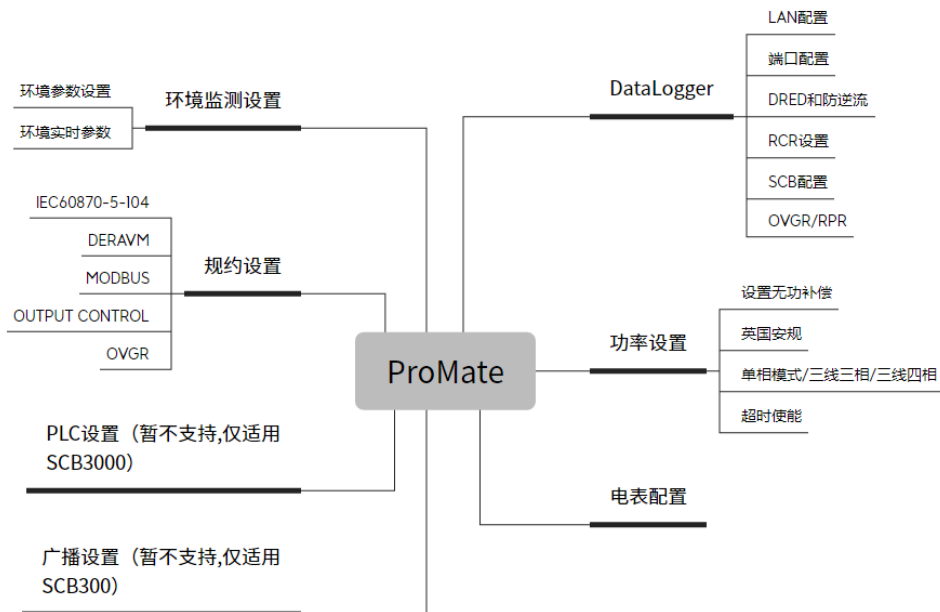 ProMate
DataLogger
LAN配置
端口配置
DRED和防逆流
RCR设置
SCB配置
OVGR/RPR
功率设置
设置无功补偿
英国安规
单相模式/三线三相/三线四相
超时使能
电表配置
环境监测设置
环境参数设置
环境实时参数
规约设置
IEC60870-5-104
DERAVM
MODBUS
OUTPUT CONTROL
OVGR
PLC设置（暂不支持,仅适用
SCB3000）
广播设置（暂不支持,仅适用
SCB300）